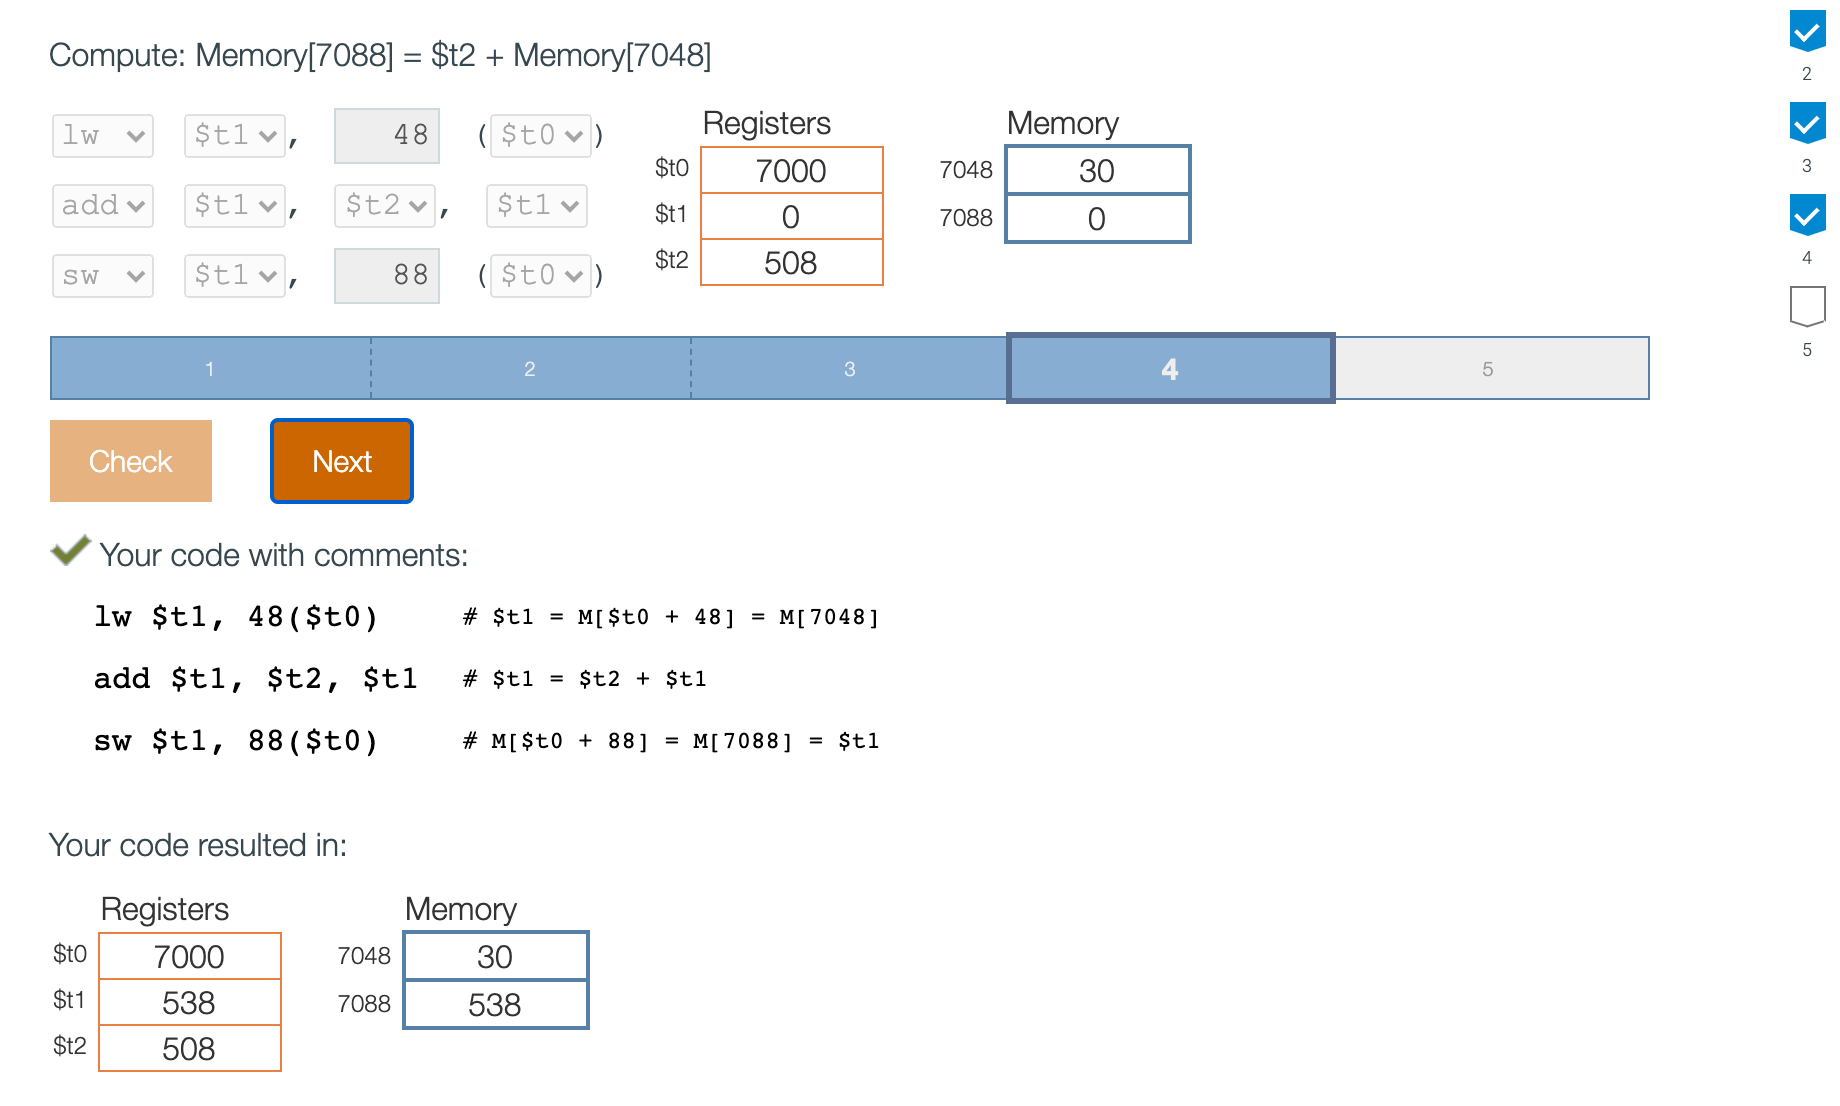 Compute: Memory[7088] = $t2 + Memory[7048]
lw $t1, 48 ($t0)
add $t1, $t2, $t1
sw $t1, 88 ($t0)
Registers
$t0 7000
$t1 0
$t2 508
Memory
7048 30
7088 0
1 2 3 4 5
Check Next
Your code with comments:
lw $t1, 48($t0) # $t1 = M[$t0 + 48] = M[7048]
add $t1, $t2, $t1 # $t1 = $t2 + $t1
sw $t1, 88($t0) # M[$t0 + 88] = M[7088] = $t1
Your code resulted in:
Registers
$t0 7000
$t1 538
$t2 508
Memory
7048 30
7088 538
2
3
4
5